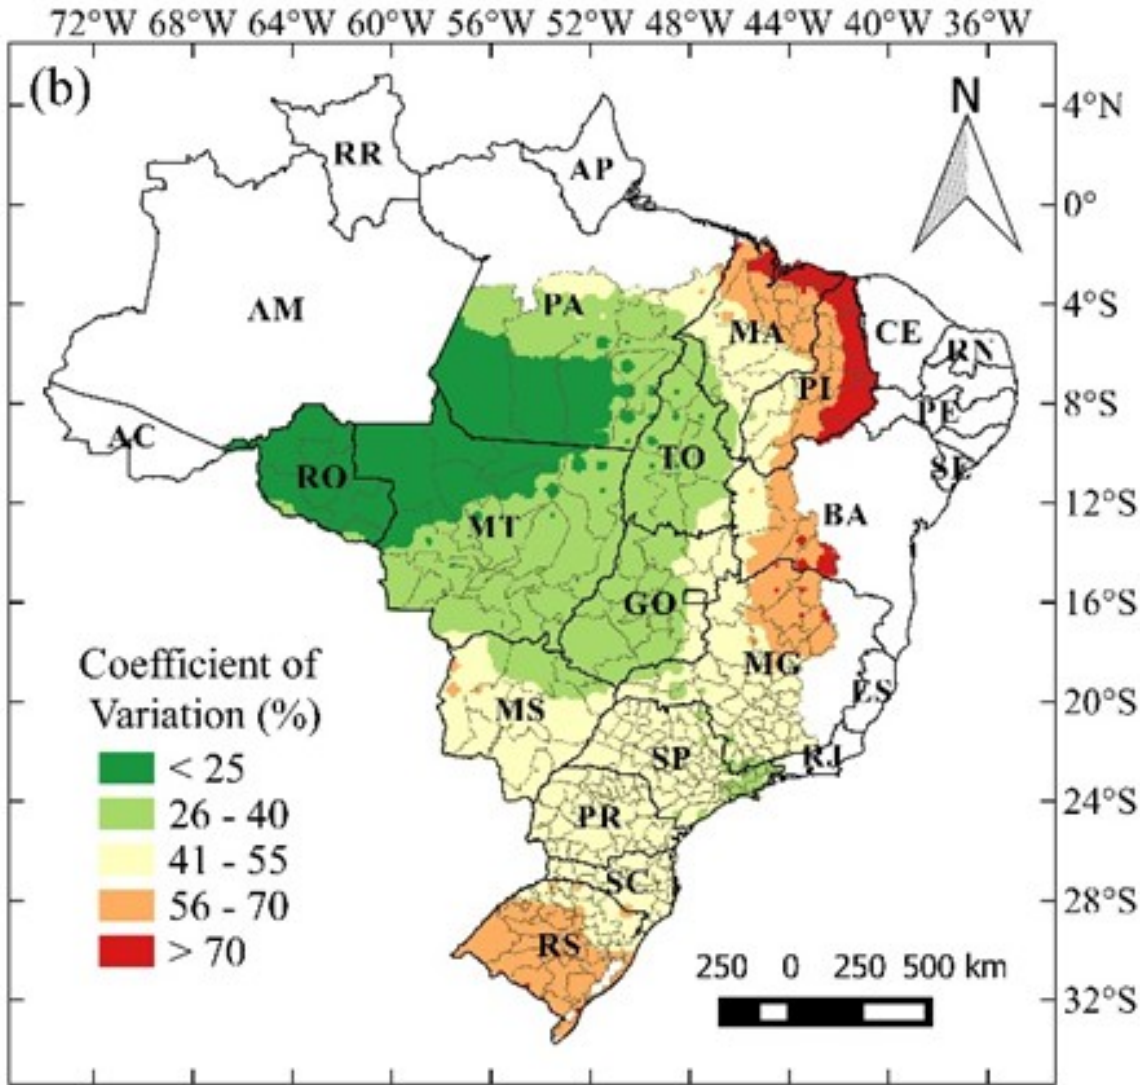 72°W 68°W 64°W 60°W 56°W 52°W 48°W 44°W 40°W 36°W
(b)
N
4°N
0°
4°S
8°S
12°S
16°S
20°S
24°S
28°S
32°S
RR
AP
AM
PA
MA
CE
RN
PI
PE
AC
TO
SE
RO
BA
MT
GO
MG
ES
MS
SP
RJ
PR
SC
RS
Coefficient of
Variation (%)
< 25
26 - 40
41 - 55
56 - 70
> 70
250 0 250 500 km